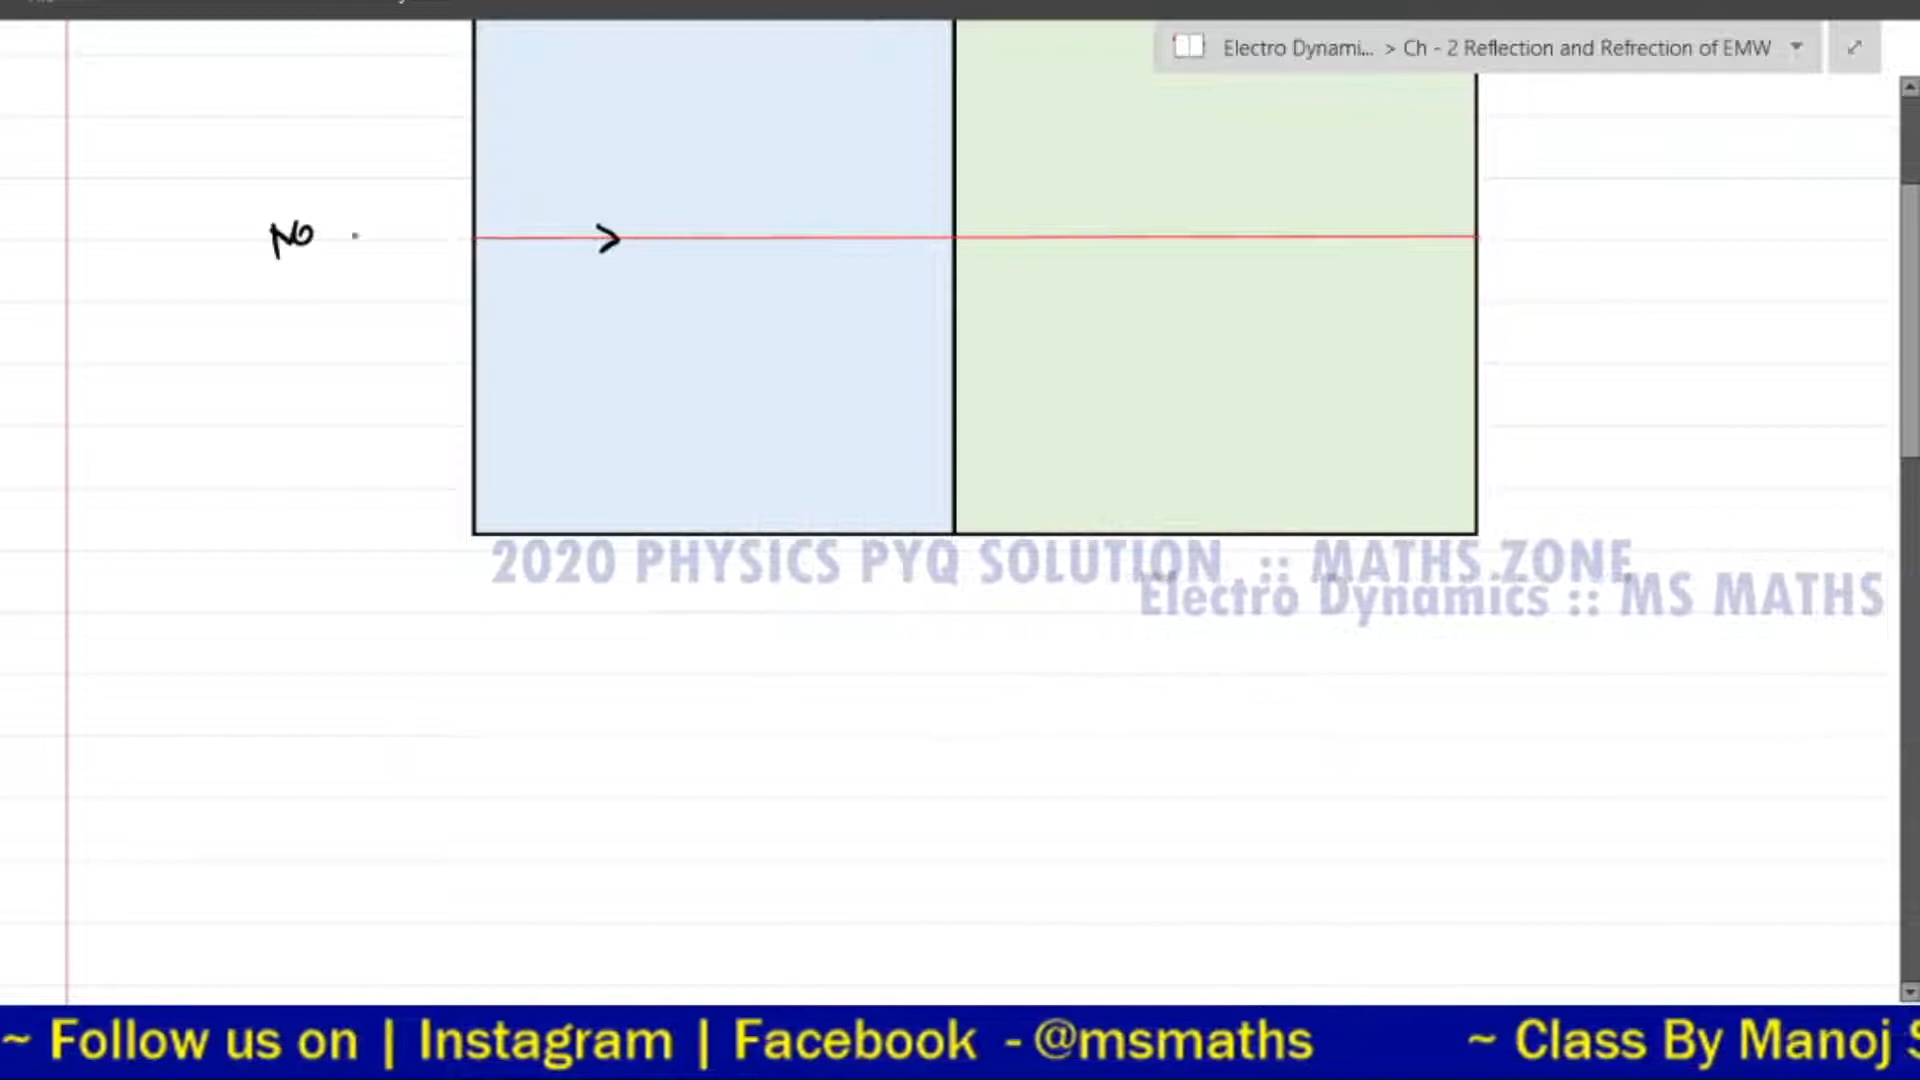 Electro Dynami... > Ch - 2 Reflection and Refrection of EMW
No
2020 PHYSICS PYQ SOLUTION :: MATHS ZONE
Electro Dynamics :: MS MATHS
~ Follow us on | Instagram | Facebook - @msmaths ~ Class By Manoj S